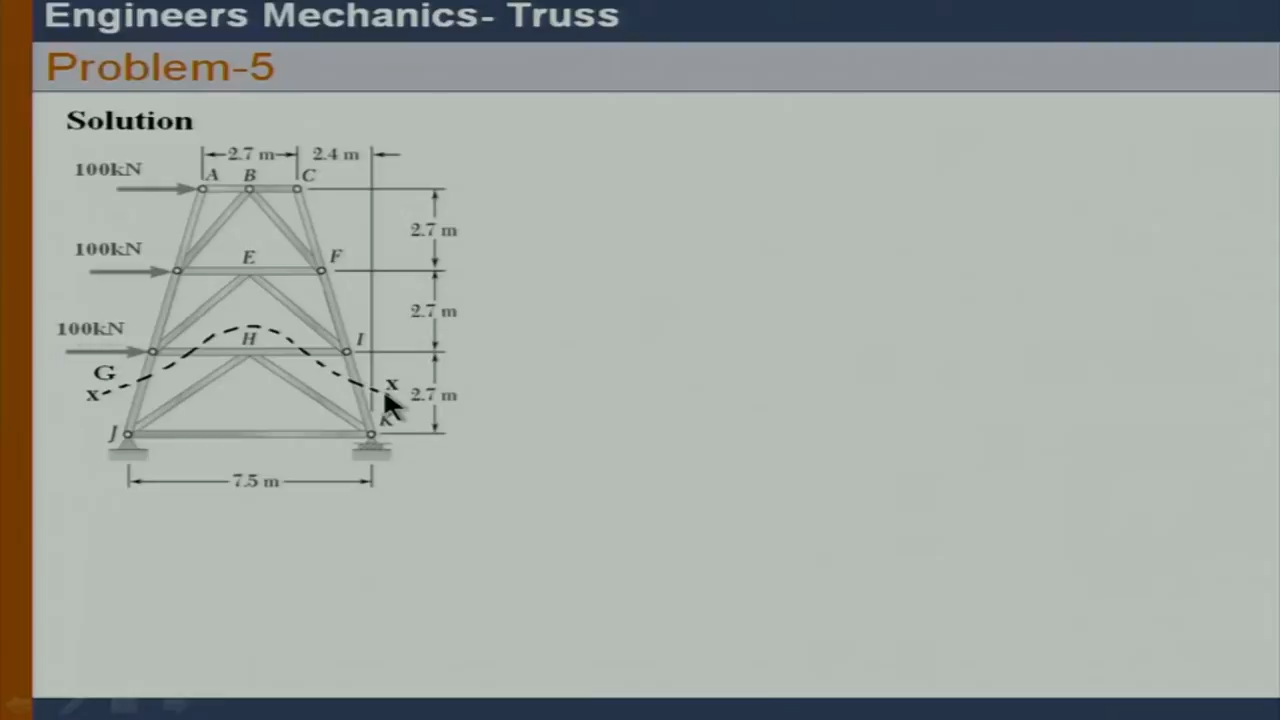 Engineers Mechanics- Truss
Problem-5
Solution
2.7 m 2.4 m
100kN A B C
2.7 m
100kN E F
2.7 m
100kN H I
G x
x 2.7 m
K
J
7.5 m